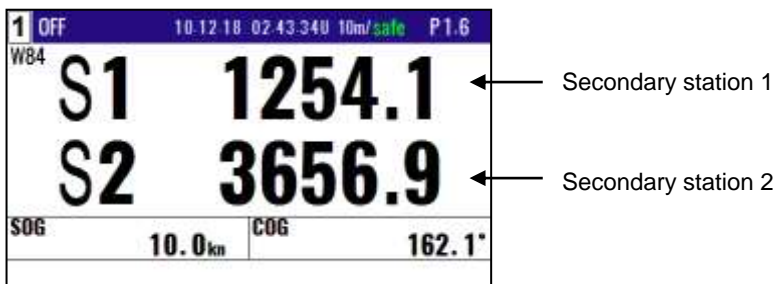 1 OFF 10-12-18 02-43-34U 10m/safe P1.6
W84
S1 1254.1
Secondary station 1
S2 3656.9
Secondary station 2
SOG 10.0kn COG 162.1°